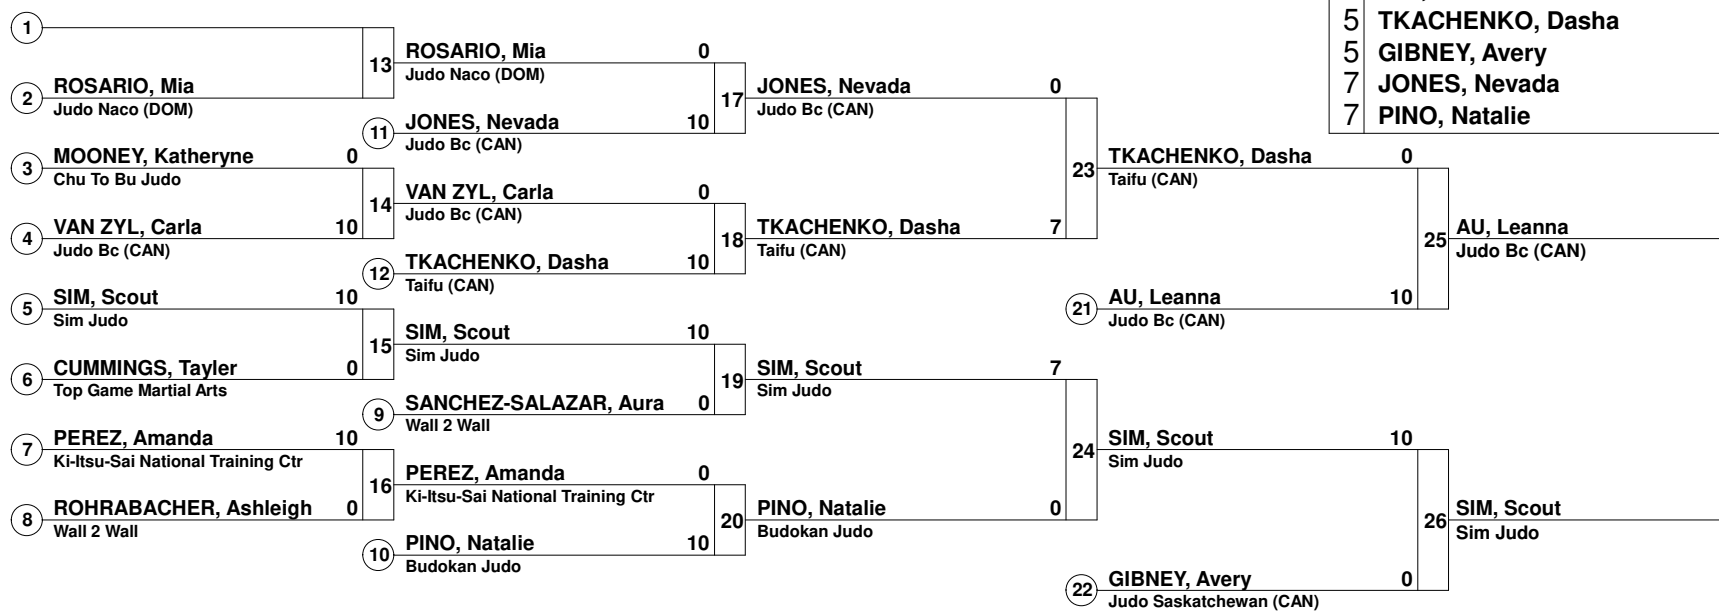 5 TKACHENKO, Dasha
5 GIBNEY, Avery
7 JONES, Nevada
7 PINO, Natalie
1
2 ROSARIO, Mia
Judo Naco (DOM)
3 MOONEY, Katheryne 0
Chu To Bu Judo
4 VAN ZYL, Carla 10
Judo Bc (CAN)
5 SIM, Scout 10
Sim Judo
6 CUMMINGS, Tayler 0
Top Game Martial Arts
7 PEREZ, Amanda 10
Ki-Itsu-Sai National Training Ctr
8 ROHRABACHER, Ashleigh 0
Wall 2 Wall
13 ROSARIO, Mia 0
Judo Naco (DOM)
11 JONES, Nevada 10
Judo Bc (CAN)
14 VAN ZYL, Carla 0
Judo Bc (CAN)
12 TKACHENKO, Dasha 10
Taifu (CAN)
15 SIM, Scout 10
Sim Judo
9 SANCHEZ-SALAZAR, Aura 0
Wall 2 Wall
16 PEREZ, Amanda 0
Ki-Itsu-Sai National Training Ctr
10 PINO, Natalie 10
Budokan Judo
17 JONES, Nevada 0
Judo Bc (CAN)
18 TKACHENKO, Dasha 7
Taifu (CAN)
19 SIM, Scout 7
Sim Judo
20 PINO, Natalie 0
Budokan Judo
23 TKACHENKO, Dasha 0
Taifu (CAN)
21 AU, Leanna 10
Judo Bc (CAN)
24 SIM, Scout 10
Sim Judo
22 GIBNEY, Avery 0
Judo Saskatchewan (CAN)
25 AU, Leanna
Judo Bc (CAN)
26 SIM, Scout
Sim Judo